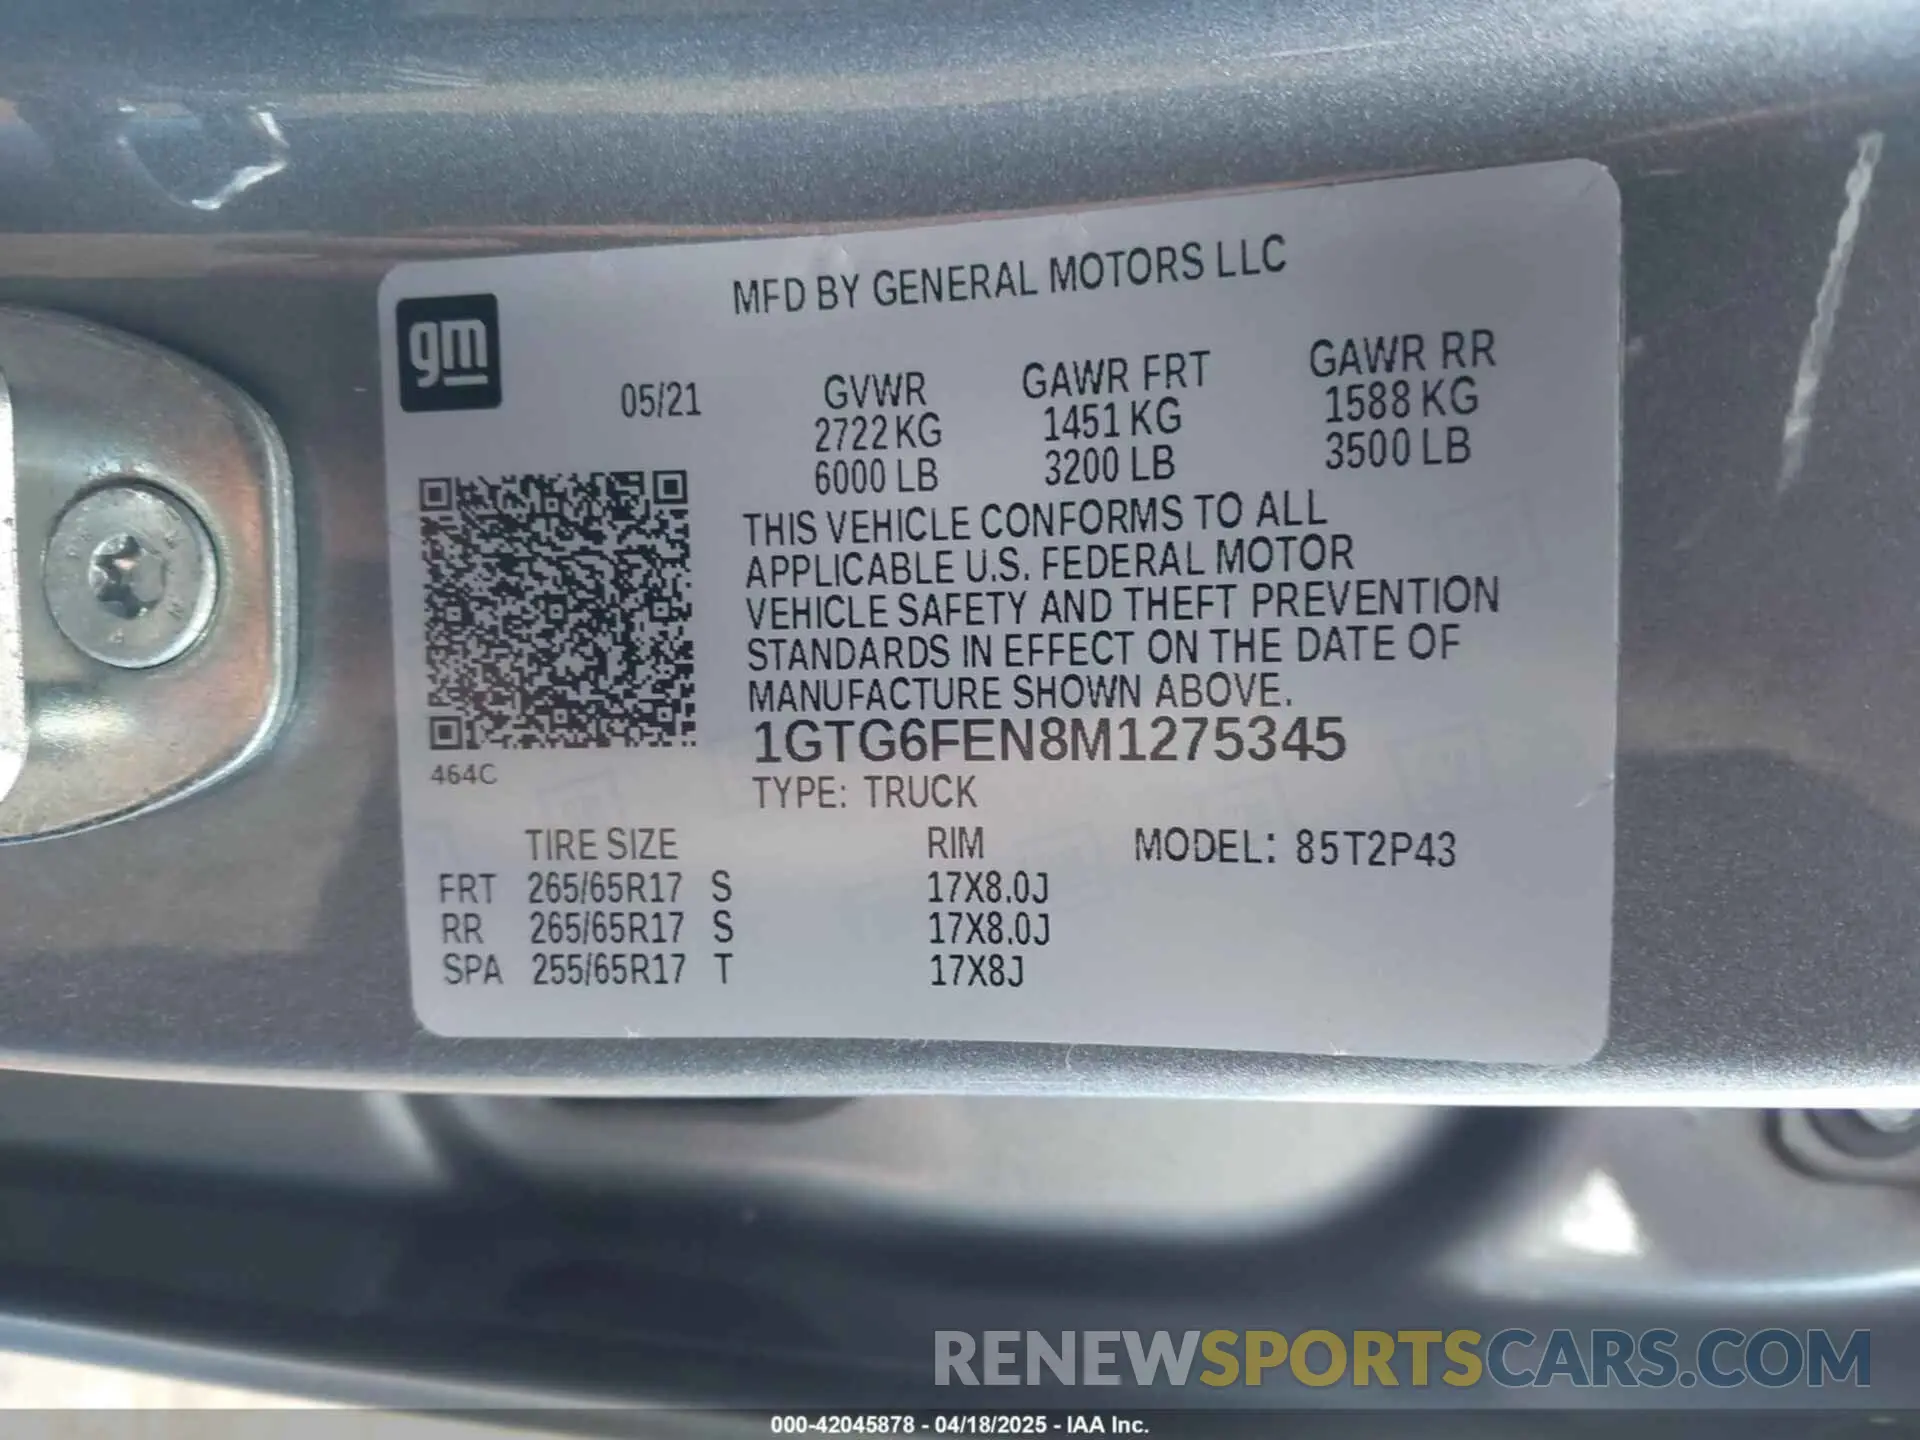 MFD BY GENERAL MOTORS LLC
gm
05/21 GVWR GAWR FRT GAWR RR
2722 KG 1451 KG 1588 KG
6000 LB 3200 LB 3500 LB
THIS VEHICLE CONFORMS TO ALL
APPLICABLE U.S. FEDERAL MOTOR
VEHICLE SAFETY AND THEFT PREVENTION
STANDARDS IN EFFECT ON THE DATE OF
MANUFACTURE SHOWN ABOVE.
1GTG6FEN8M1275345
464C
TYPE: TRUCK
TIRE SIZE RIM MODEL: 85T2P43
FRT 265/65R17 S 17X8.0J
RR 265/65R17 S 17X8.0J
SPA 255/65R17 T 17X8J
RENEWSPORTSCARS.COM
000-42045878 - 04/18/2025 - IAA Inc.